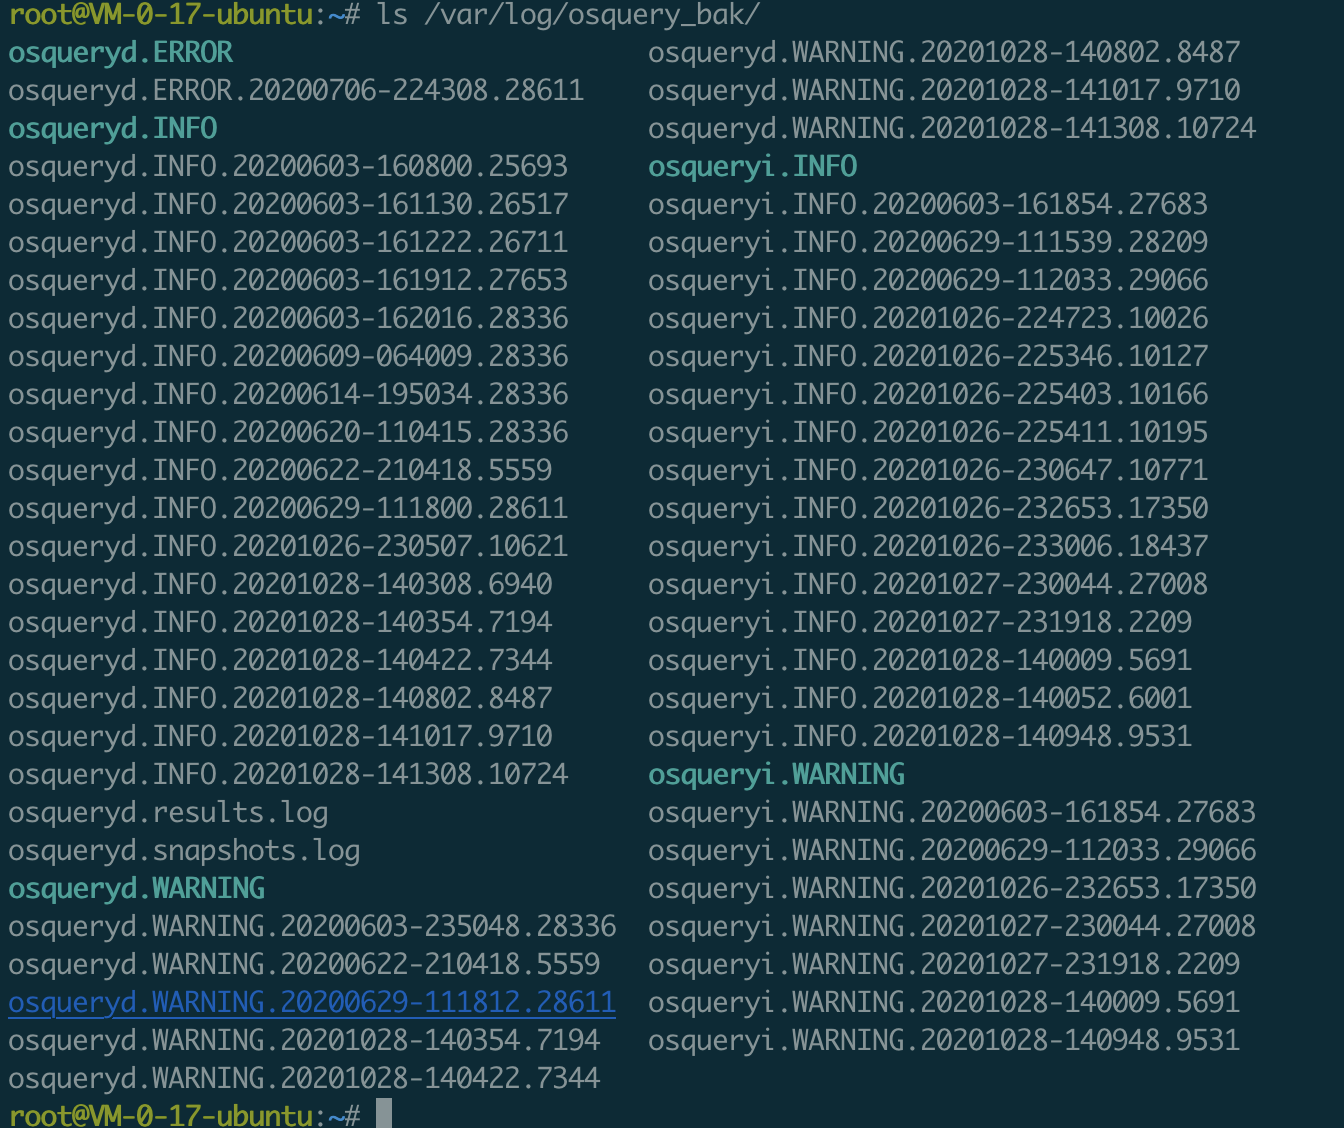 root@VM-0-17-ubuntu:~# ls /var/log/osquery_bak/
osqueryd.ERROR osqueryd.WARNING.20201028-140802.8487
osqueryd.ERROR.20200706-224308.28611 osqueryd.WARNING.20201028-141017.9710
osqueryd.INFO osqueryd.WARNING.20201028-141308.10724
osqueryd.INFO.20200603-160800.25693 osqueryi.INFO
osqueryd.INFO.20200603-161130.26517 osqueryi.INFO.20200603-161854.27683
osqueryd.INFO.20200603-161222.26711 osqueryi.INFO.20200629-111539.28209
osqueryd.INFO.20200603-161912.27653 osqueryi.INFO.20200629-112033.29066
osqueryd.INFO.20200603-162016.28336 osqueryi.INFO.20201026-224723.10026
osqueryd.INFO.20200609-064009.28336 osqueryi.INFO.20201026-225346.10127
osqueryd.INFO.20200614-195034.28336 osqueryi.INFO.20201026-225403.10166
osqueryd.INFO.20200620-110415.28336 osqueryi.INFO.20201026-225411.10195
osqueryd.INFO.20200622-210418.5559 osqueryi.INFO.20201026-230647.10771
osqueryd.INFO.20200629-111800.28611 osqueryi.INFO.20201026-232653.17350
osqueryd.INFO.20201026-230507.10621 osqueryi.INFO.20201026-233006.18437
osqueryd.INFO.20201028-140308.6940 osqueryi.INFO.20201027-230044.27008
osqueryd.INFO.20201028-140354.7194 osqueryi.INFO.20201027-231918.2209
osqueryd.INFO.20201028-140422.7344 osqueryi.INFO.20201028-140009.5691
osqueryd.INFO.20201028-140802.8487 osqueryi.INFO.20201028-140052.6001
osqueryd.INFO.20201028-141017.9710 osqueryi.INFO.20201028-140948.9531
osqueryd.INFO.20201028-141308.10724 osqueryi.WARNING
osqueryd.results.log osqueryi.WARNING.20200603-161854.27683
osqueryd.snapshots.log osqueryi.WARNING.20200629-112033.29066
osqueryd.WARNING osqueryi.WARNING.20201026-232653.17350
osqueryd.WARNING.20200603-235048.28336 osqueryi.WARNING.20201027-230044.27008
osqueryd.WARNING.20200622-210418.5559 osqueryi.WARNING.20201027-231918.2209
osqueryd.WARNING.20200629-111812.28611 osqueryi.WARNING.20201028-140009.5691
osqueryd.WARNING.20201028-140354.7194 osqueryi.WARNING.20201028-140948.9531
osqueryd.WARNING.20201028-140422.7344
root@VM-0-17-ubuntu:~#